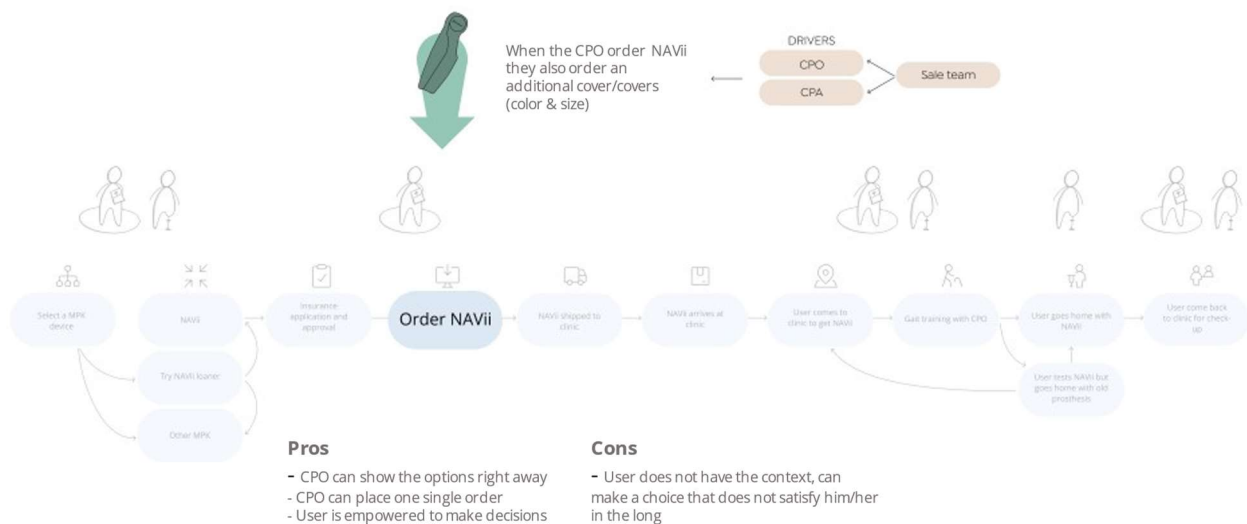 When the CPO order NAVii
they also order an
additional cover/covers
(color & size)
DRIVERS
CPO
CPA
Sale team
Select a MPK
device
NAVii
Try NAVii loaner
Other MPK
Insurance
application and
approval
Order NAVii
NAVii shipped to
clinic
NAVii arrives at
clinic
User comes to
clinic to get NAVii
Gait training with CPO
User goes home with
NAVii
User tests NAVii but
goes home with old
prosthesis
User come back
to clinic for check-
up
Pros
- CPO can show the options right away
- CPO can place one single order
- User is empowered to make decisions
Cons
- User does not have the context, can
make a choice that does not satisfy him/her
in the long